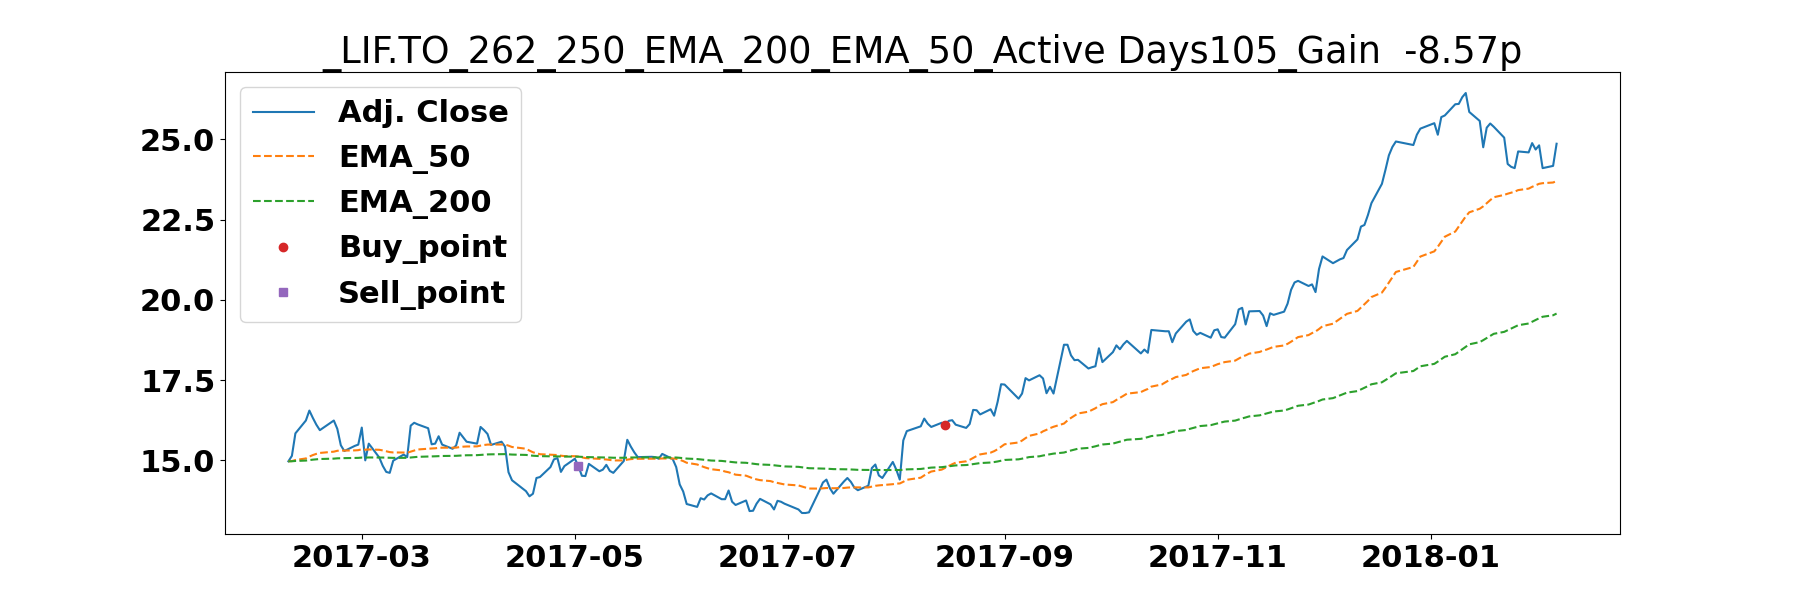 _LIF.TO_262_250_EMA_200_EMA_50_Active Days105_Gain  -8.57p
Adj. Close
EMA_50
EMA_200
Buy_point
Sell_point
25.0
22.5
20.0
17.5
15.0
2017-03 2017-05 2017-07 2017-09 2017-11 2018-01